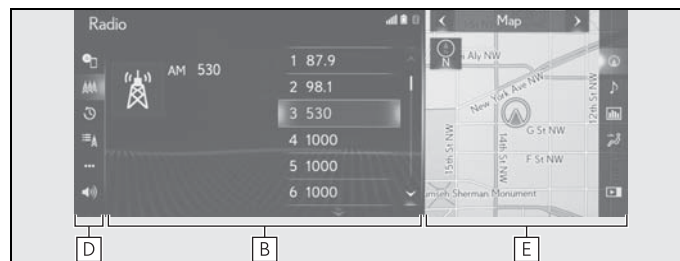 Radio
AM 530
1 87.9
2 98.1
3 530
4 1000
5 1000
6 1000
Map
N
Aly NW
New York Ave NW
12th St NW
G St NW
15th St NW
14th St NW
F St NW
Sherman Monument
D
B
E